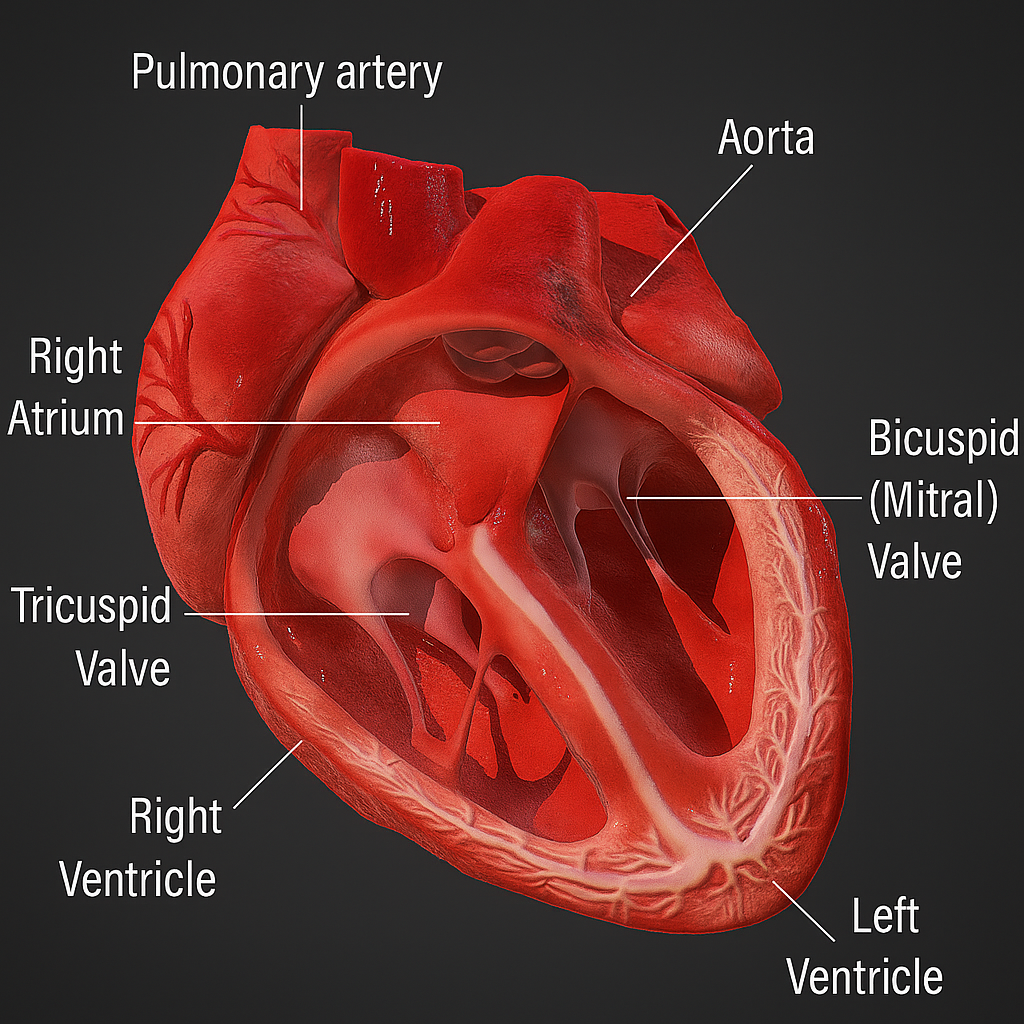 Pulmonary artery
Aorta
Right
Atrium
Bicuspid
(Mitral)
Valve
Tricuspid
Valve
Right
Ventricle
Left
Ventricle